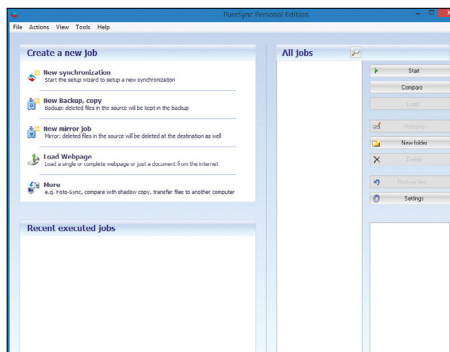 PureSync Personal Edition
File Actions View Tools Help
Create a new job
New synchronization
Start the setup wizard to setup a new synchronization
New Backup, copy
Backup: deleted files in the source will be kept in the backup
New mirror job
Mirror: deleted files in the source will be deleted at the destination as well
Load Webpage
Load a single or complete webpage or just a document from the internet
More
e.g. Foto-Sync, compare with shadow copy, transfer files to another computer
Recent executed jobs
All jobs
Start
Compare
New folder
Delete
Settings